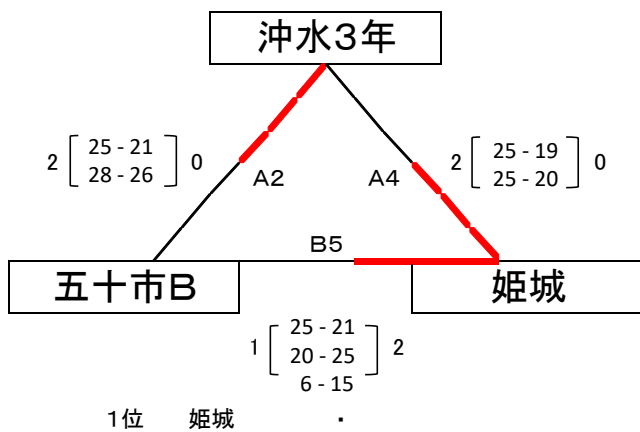 沖水3年
2 [ 25 - 21 ] 0
28 - 26
A2
A4
2 [ 25 - 19 ] 0
25 - 20
B5
五十市B
姫城
1 [ 25 - 21 ] 2
20 - 25
6 - 15
1位 姫城 ・